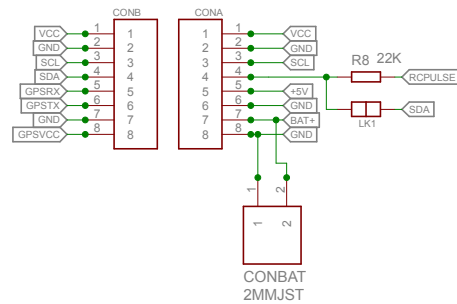 CONB
CONA
VCC 1 1
GND 2 2
SCL 3 3
SDA 4 4
GPSRX 5 5
GPSTX 6 6
GND 7 7
GPSVCC 8 8
1 1 VCC
2 2 GND
3 3 SCL
4 4
5 5 +5V
6 6 GND
7 7 BAT+
8 8 GND
R8 22K
RCPULSE
LK1
SDA
1 2
1 2
CONBAT
2MMJST